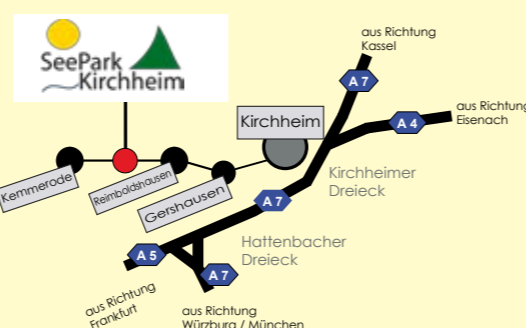 SeePark
Kirchheim
aus Richtung
Kassel
A 7
aus Richtung
Eisenach
A 4
Kirchheim
Kirchheimer
Dreieck
Kemmerode
Reimboldshausen
Gershausen
A 7
Hattenbacher
Dreieck
A 5
A 7
aus Richtung
Frankfurt
aus Richtung
Würzburg / München